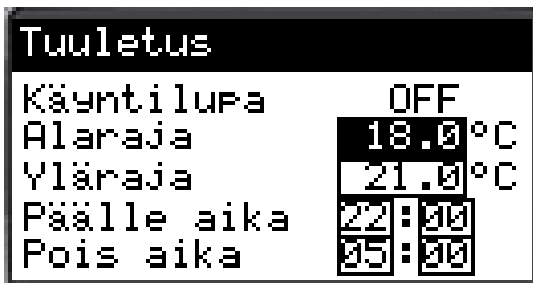 Tuuletus
Käyntilupa OFF
Alaraja 18.0°C
Yläraja 21.0°C
Päälle aika 22:00
Pois aika 05:00